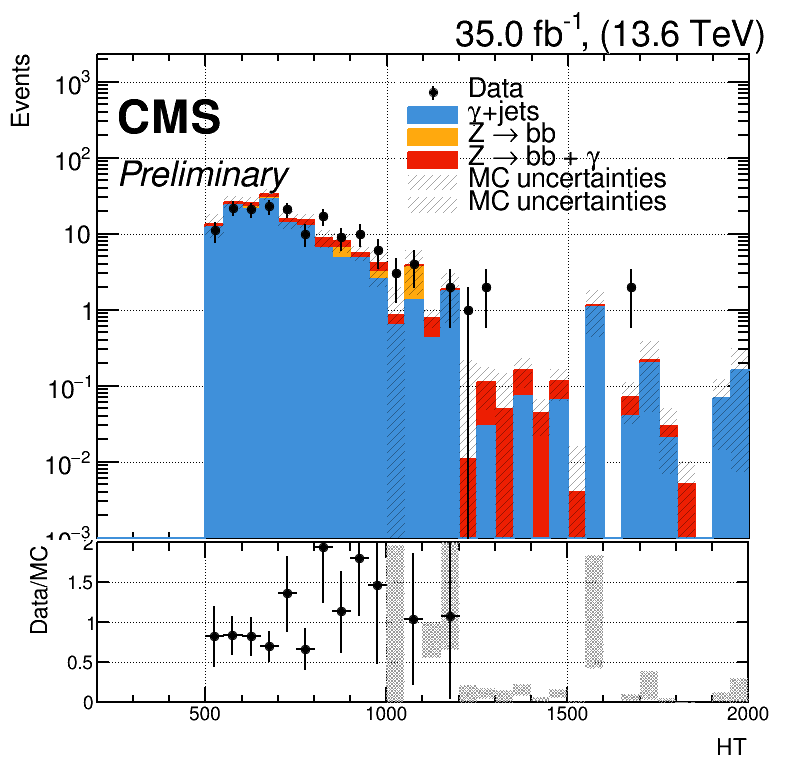 35.0 fb⁻¹, (13.6 TeV)
Events
10³
10²
10
1
10⁻¹
10⁻²
10⁻³
CMS
Preliminary
Data
γ+jets
Z → bb
Z → bb + γ
MC uncertainties
MC uncertainties
Data/MC
2
1.5
1
0.5
0
500
1000
1500
2000
HT